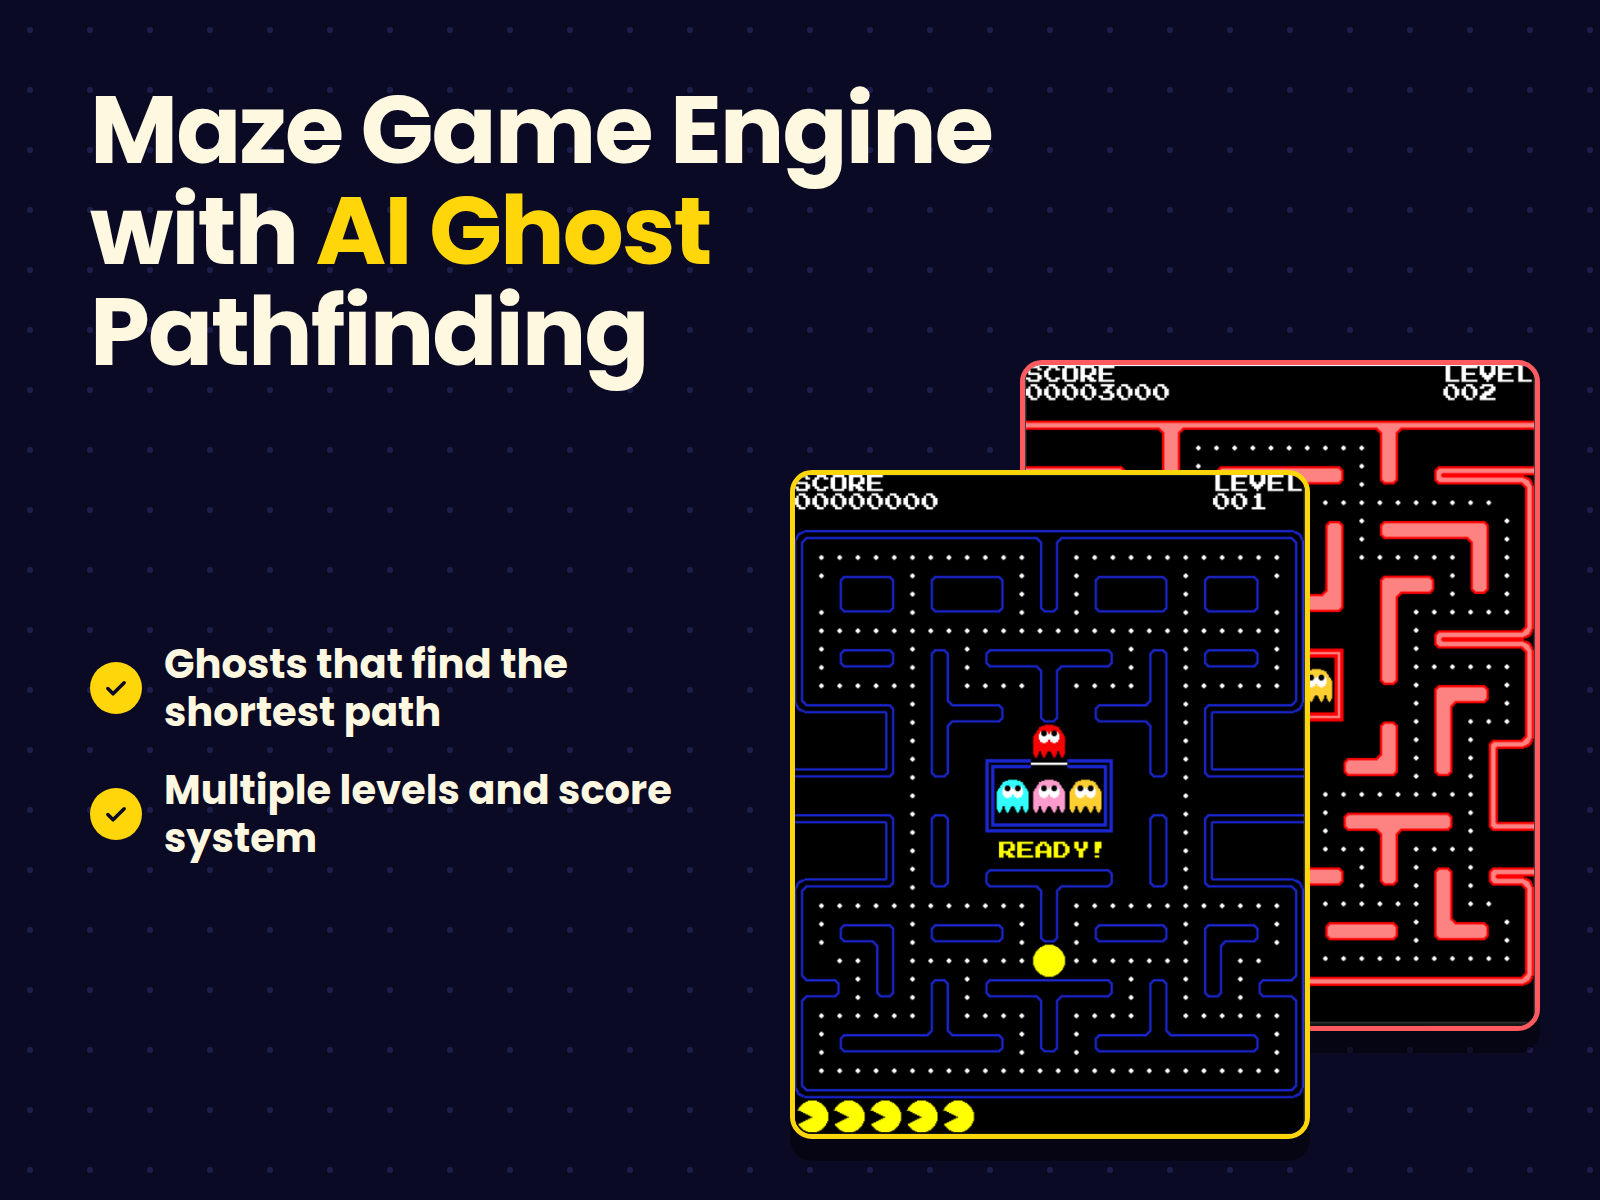 Maze Game Engine
with AI Ghost
Pathfinding
Ghosts that find the
shortest path
Multiple levels and score
system
SCORE
00003000
LEVEL
002
SCORE
00000000
LEVEL
001
READY!